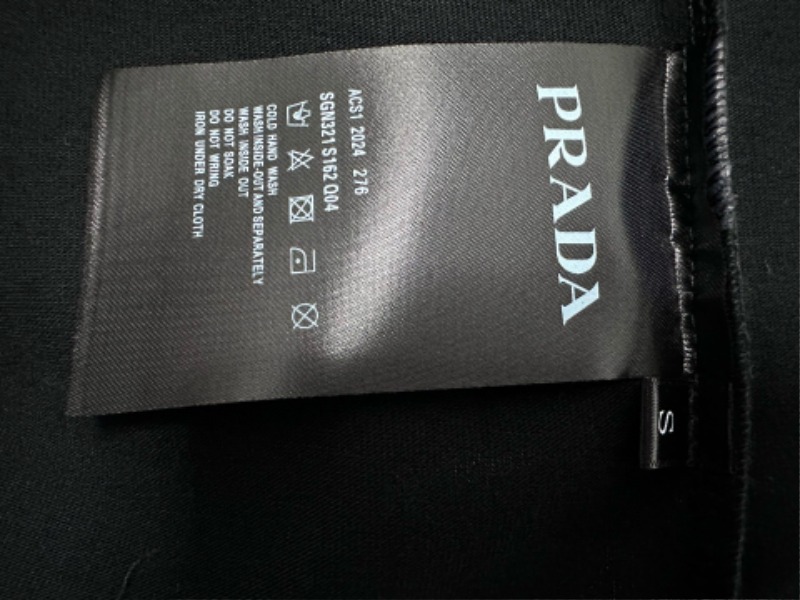 PRADA
ACS1 2024 276
SGN321 S162 Q04
COLD HAND WASH
WASH INSIDE-OUT AND SEPARATELY
WASH INSIDE OUT
DO NOT SOAK
DO NOT WRING
IRON UNDER DRY CLOTH
S